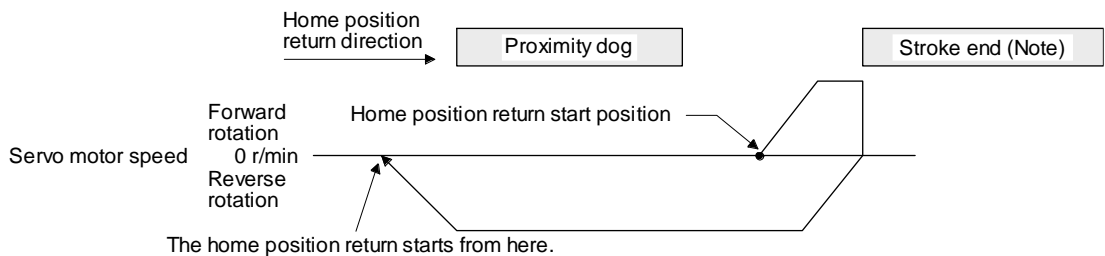 Home position
return direction
Proximity dog
Stroke end (Note)
Forward
rotation
Home position return start position
Servo motor speed
0 r/min
Reverse
rotation
The home position return starts from here.